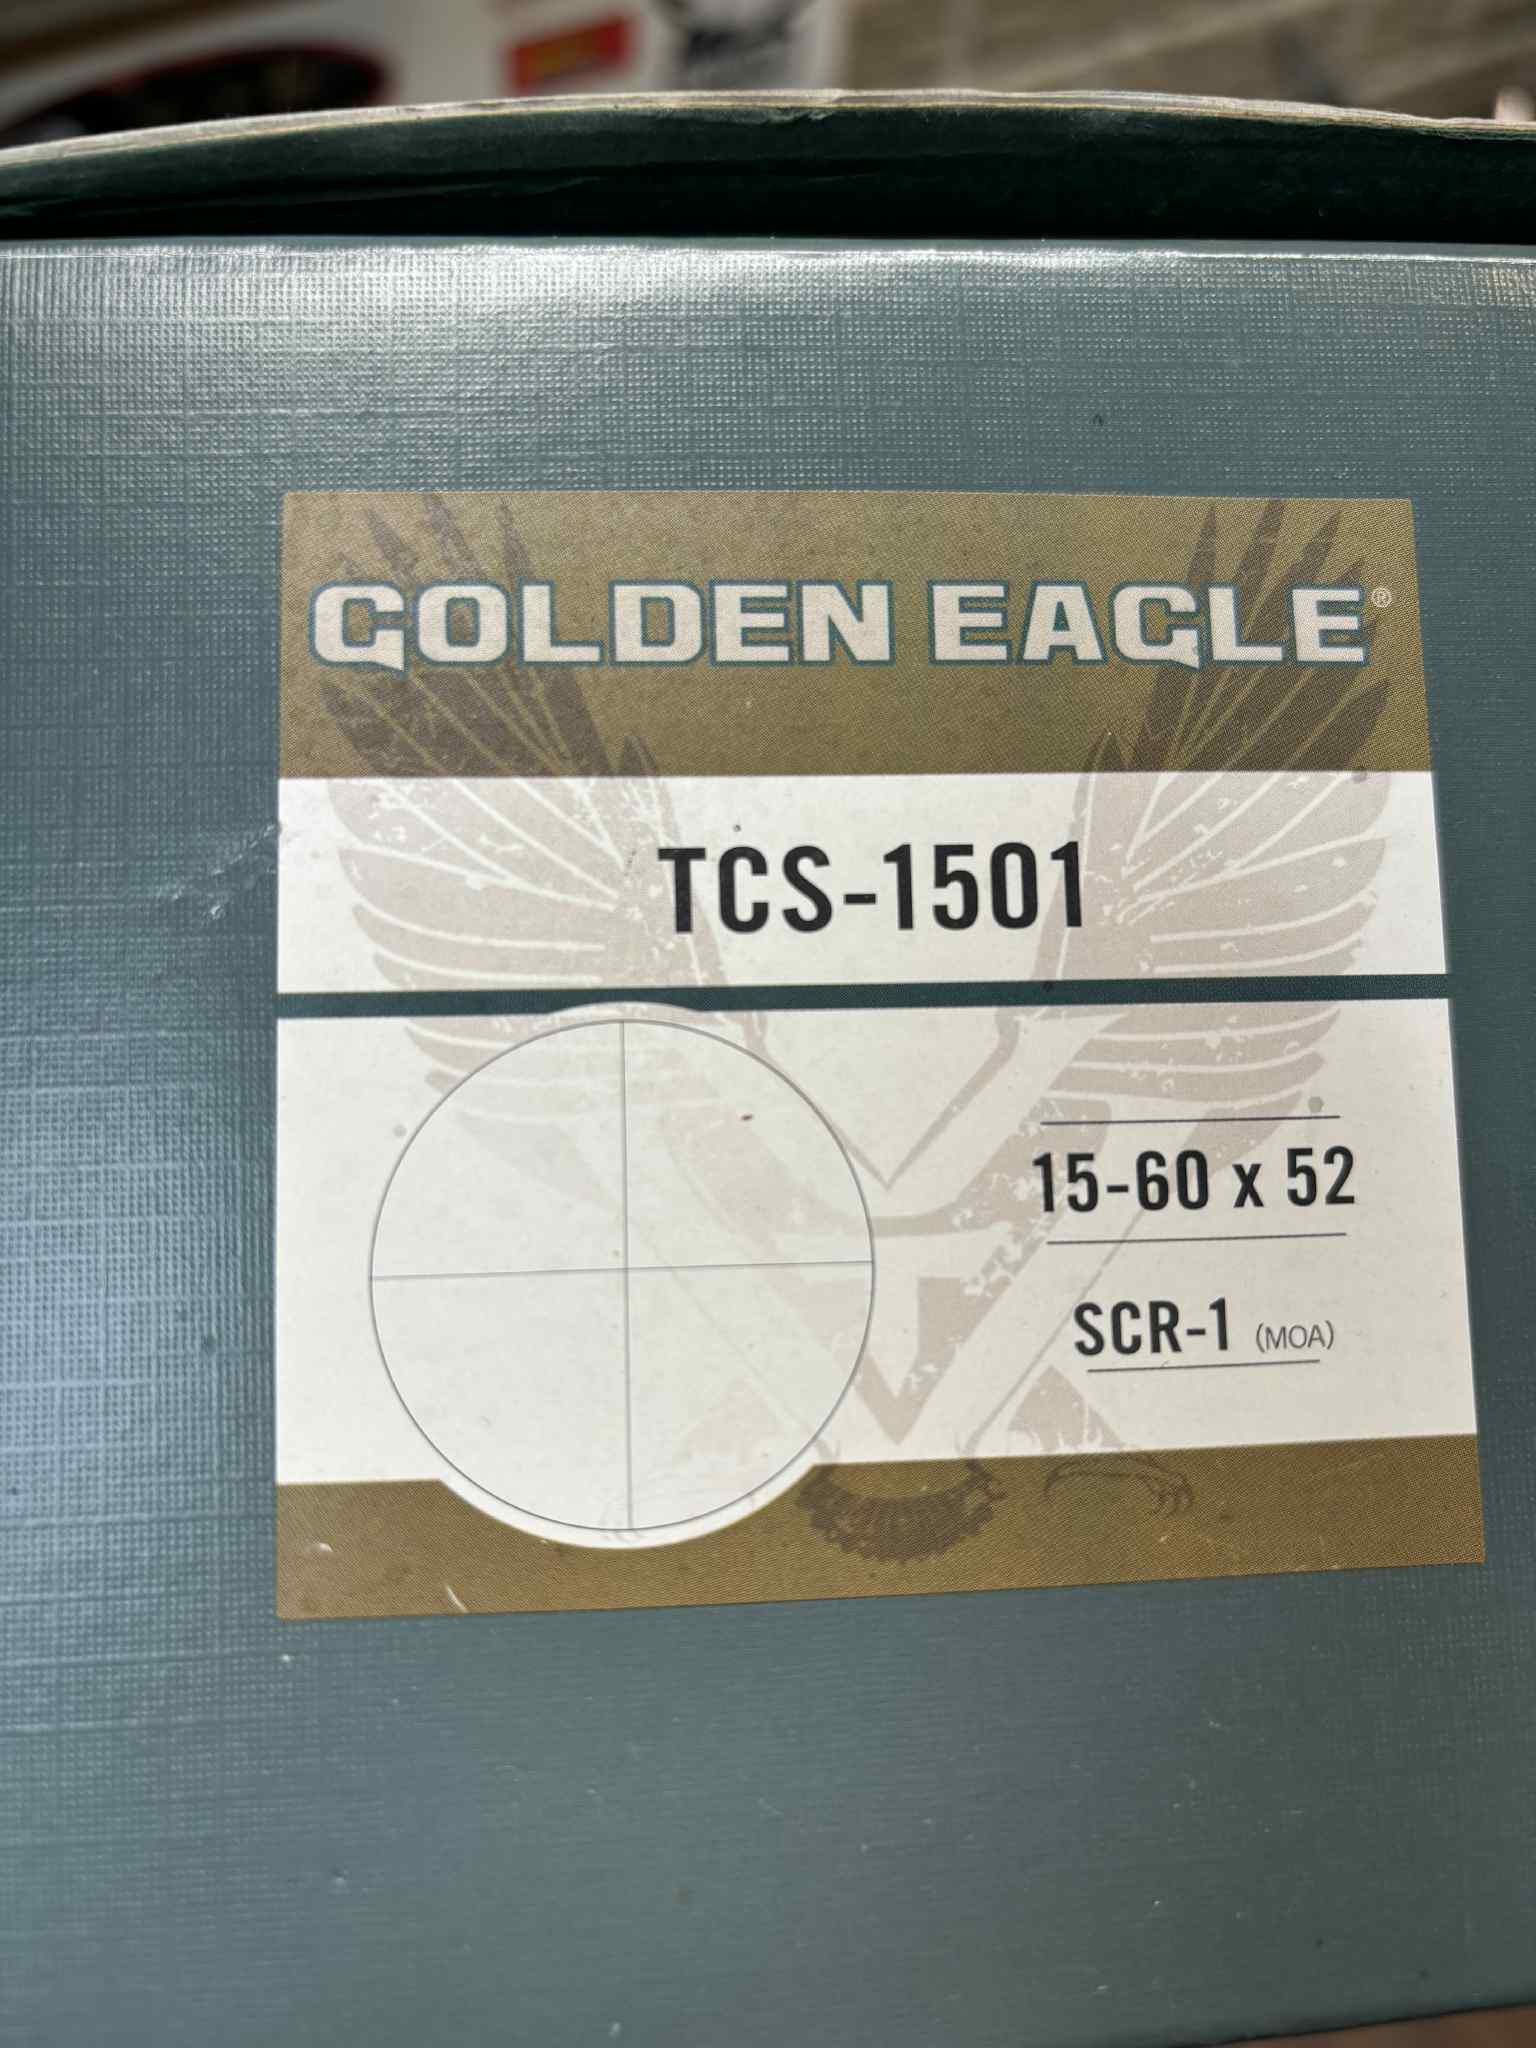 GOLDEN EAGLE®
TCS-1501
15-60 x 52
SCR-1 (MOA)